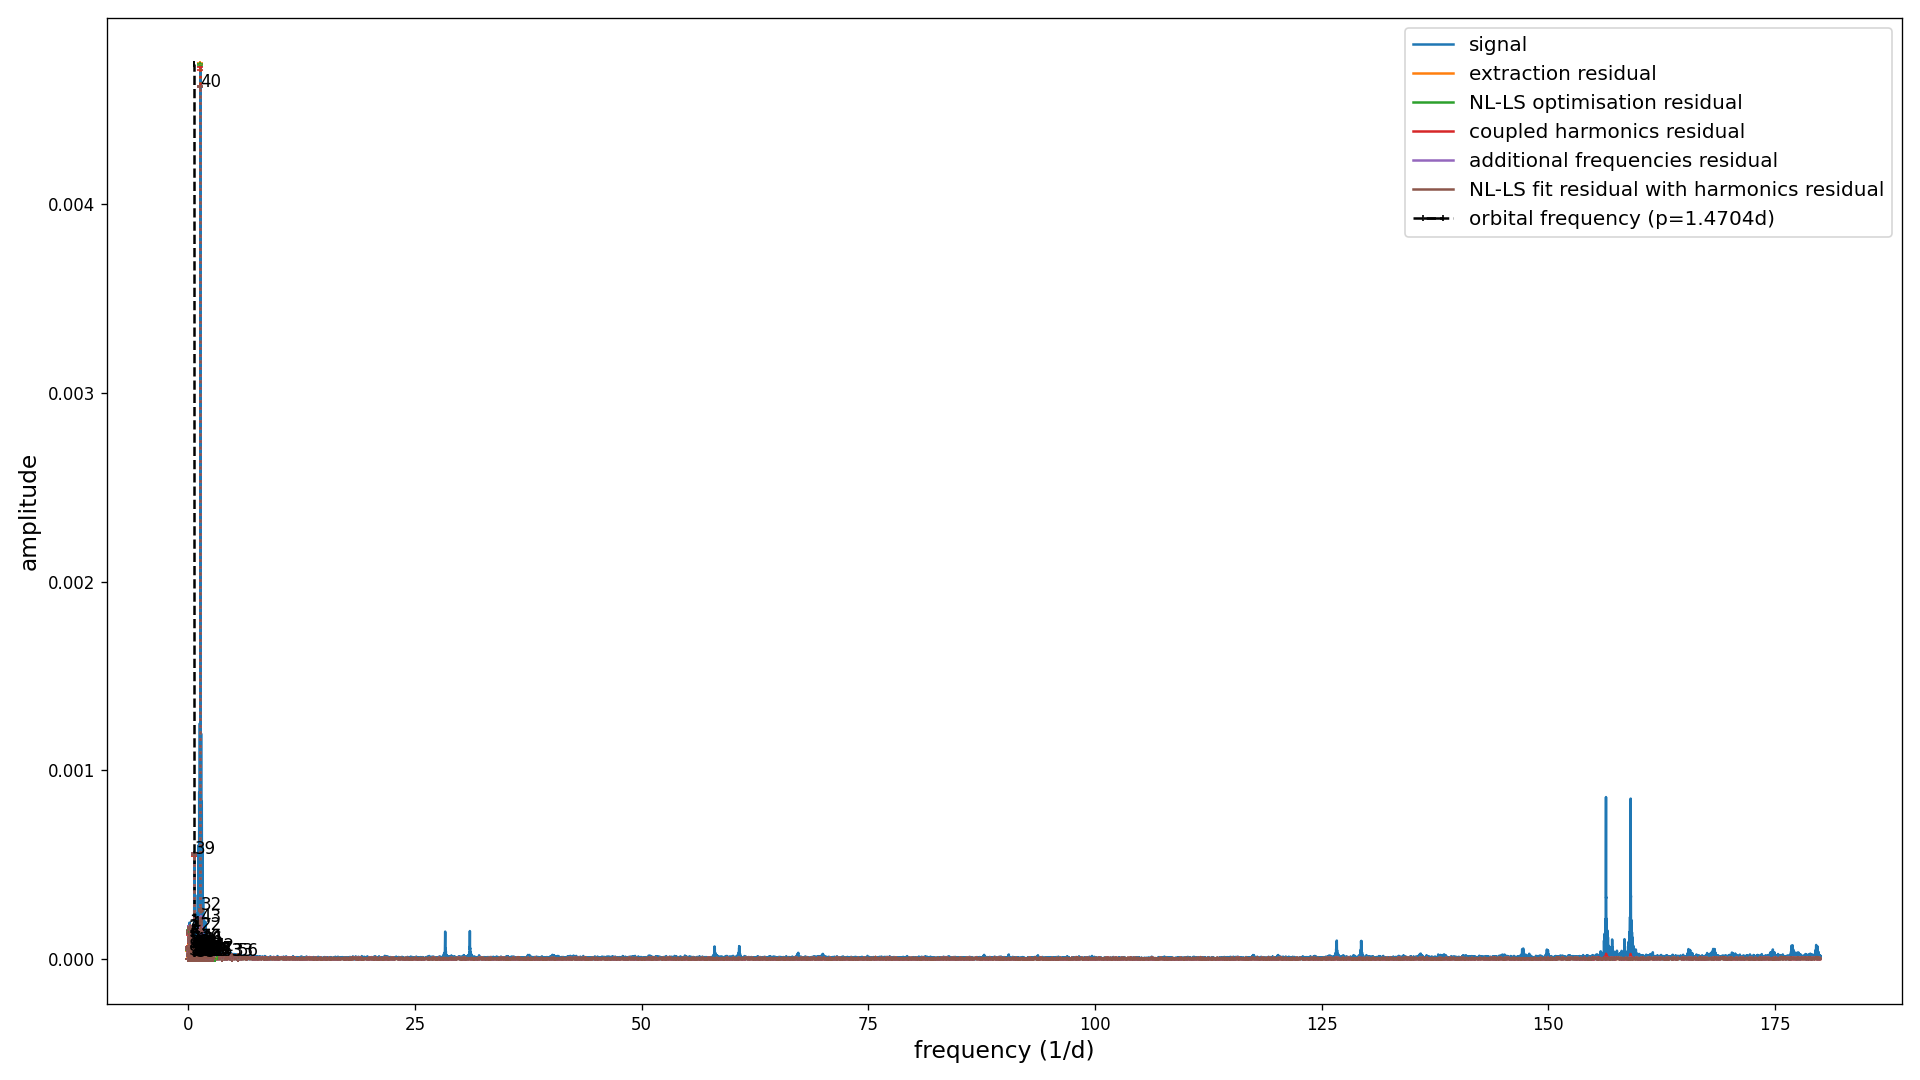 signal
extraction residual
NL-LS optimisation residual
coupled harmonics residual
additional frequencies residual
NL-LS fit residual with harmonics residual
orbital frequency (p=1.4704d)
40
0.004
0.003
amplitude
0.002
0.001
39
32
43
56
0.000
0
25
50
75
100
125
150
175
frequency (1/d)